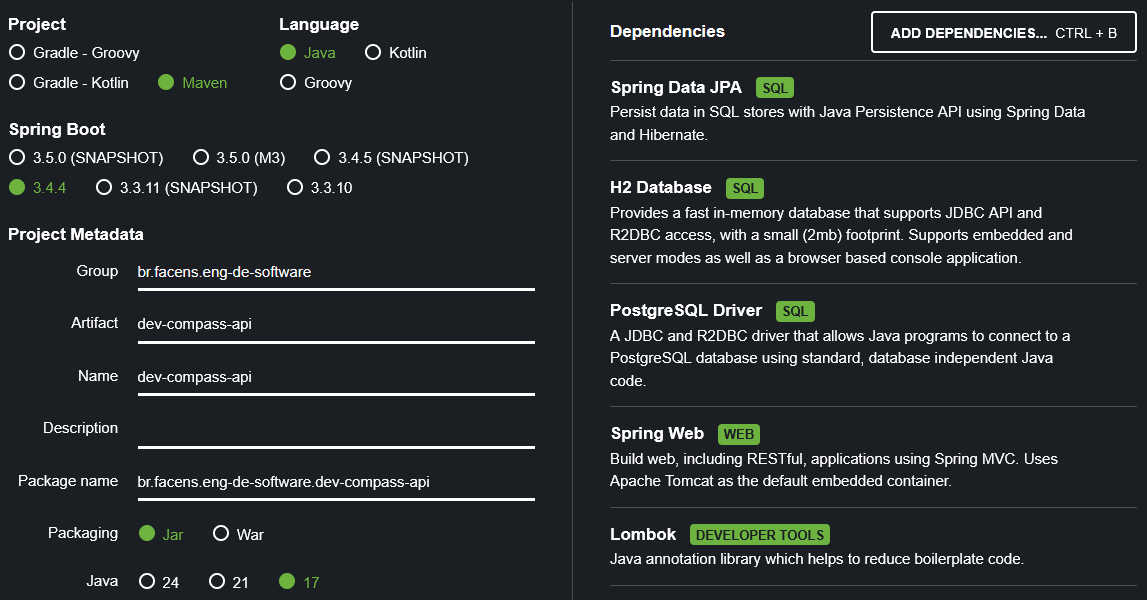 Project
Gradle - Groovy
Gradle - Kotlin Maven
Language
Java Kotlin
Groovy
Spring Boot
3.5.0 (SNAPSHOT) 3.5.0 (M3) 3.4.5 (SNAPSHOT)
3.4.4 3.3.11 (SNAPSHOT) 3.3.10
Project Metadata
Group br.facens.eng-de-software
Artifact dev-compass-api
Name dev-compass-api
Description
Package name br.facens.eng-de-software.dev-compass-api
Packaging Jar War
Java 24 21 17
Dependencies
ADD DEPENDENCIES... CTRL + B
Spring Data JPA SQL
Persist data in SQL stores with Java Persistence API using Spring Data
and Hibernate.
H2 Database SQL
Provides a fast in-memory database that supports JDBC API and
R2DBC access, with a small (2mb) footprint. Supports embedded and
server modes as well as a browser based console application.
PostgreSQL Driver SQL
A JDBC and R2DBC driver that allows Java programs to connect to a
PostgreSQL database using standard, database independent Java
code.
Spring Web WEB
Build web, including RESTful, applications using Spring MVC. Uses
Apache Tomcat as the default embedded container.
Lombok DEVELOPER TOOLS
Java annotation library which helps to reduce boilerplate code.